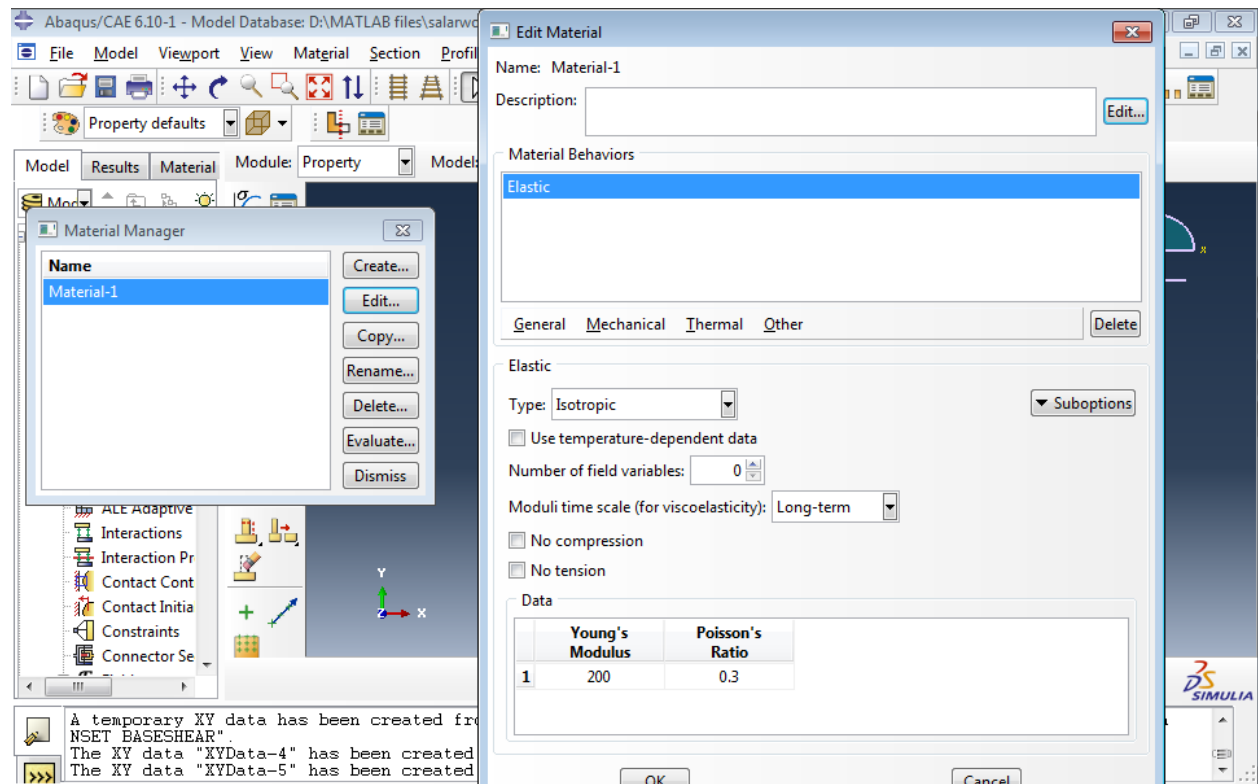 Abaqus/CAE 6.10-1 - Model Database: D:\MATLAB files\salarwo
File Model Viewport View Material Section Profil
Property defaults
Model Results Material Module: Property Model:
Mod
Material Manager
Name
Material-1
Create...
Edit...
Copy...
Rename...
Delete...
Evaluate...
Dismiss
ALE Adaptive
Interactions
Interaction Pr
Contact Cont
Contact Initia
Constraints
Connector Se
Y
Z X
x
Edit Material
Name: Material-1
Description:
Edit...
Material Behaviors
Elastic
General Mechanical Thermal Other
Delete
Elastic
Type: Isotropic
Suboptions
Use temperature-dependent data
Number of field variables: 0
Moduli time scale (for viscoelasticity): Long-term
No compression
No tension
Data
Young's Modulus Poisson's Ratio
1 200 0.3
OK Cancel
SIMULIA
A temporary XY data has been created fro
NSET BASESHEAR".
The XY data "XYData-4" has been created
The XY data "XYData-5" has been created
>>>